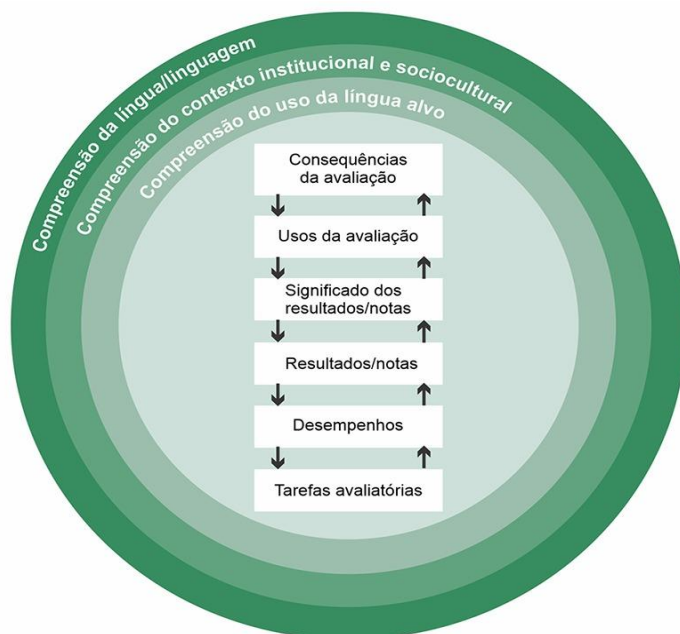 Compreensão da língua/linguagem
Compreensão do contexto institucional e sociocultural
Compreensão do uso da língua alvo
Consequências
da avaliação
Usos da avaliação
Significado dos
resultados/notas
Resultados/notas
Desempenhos
Tarefas avaliatórias